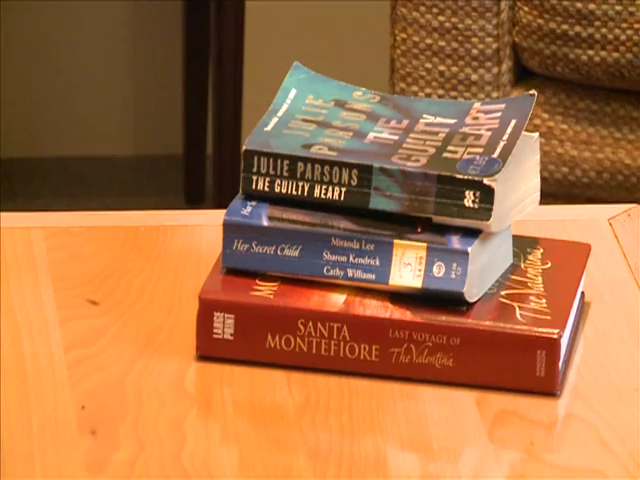 JULIE
PARSONS
THE
GUILTY
HEART
JULIE PARSONS
THE GUILTY HEART
Her Secret Child
Miranda Lee
Sharon Kendrick
Cathy Williams
The Valentina
LARGE
PRINT
SANTA
MONTEFIORE
LAST VOYAGE OF
The Valentina